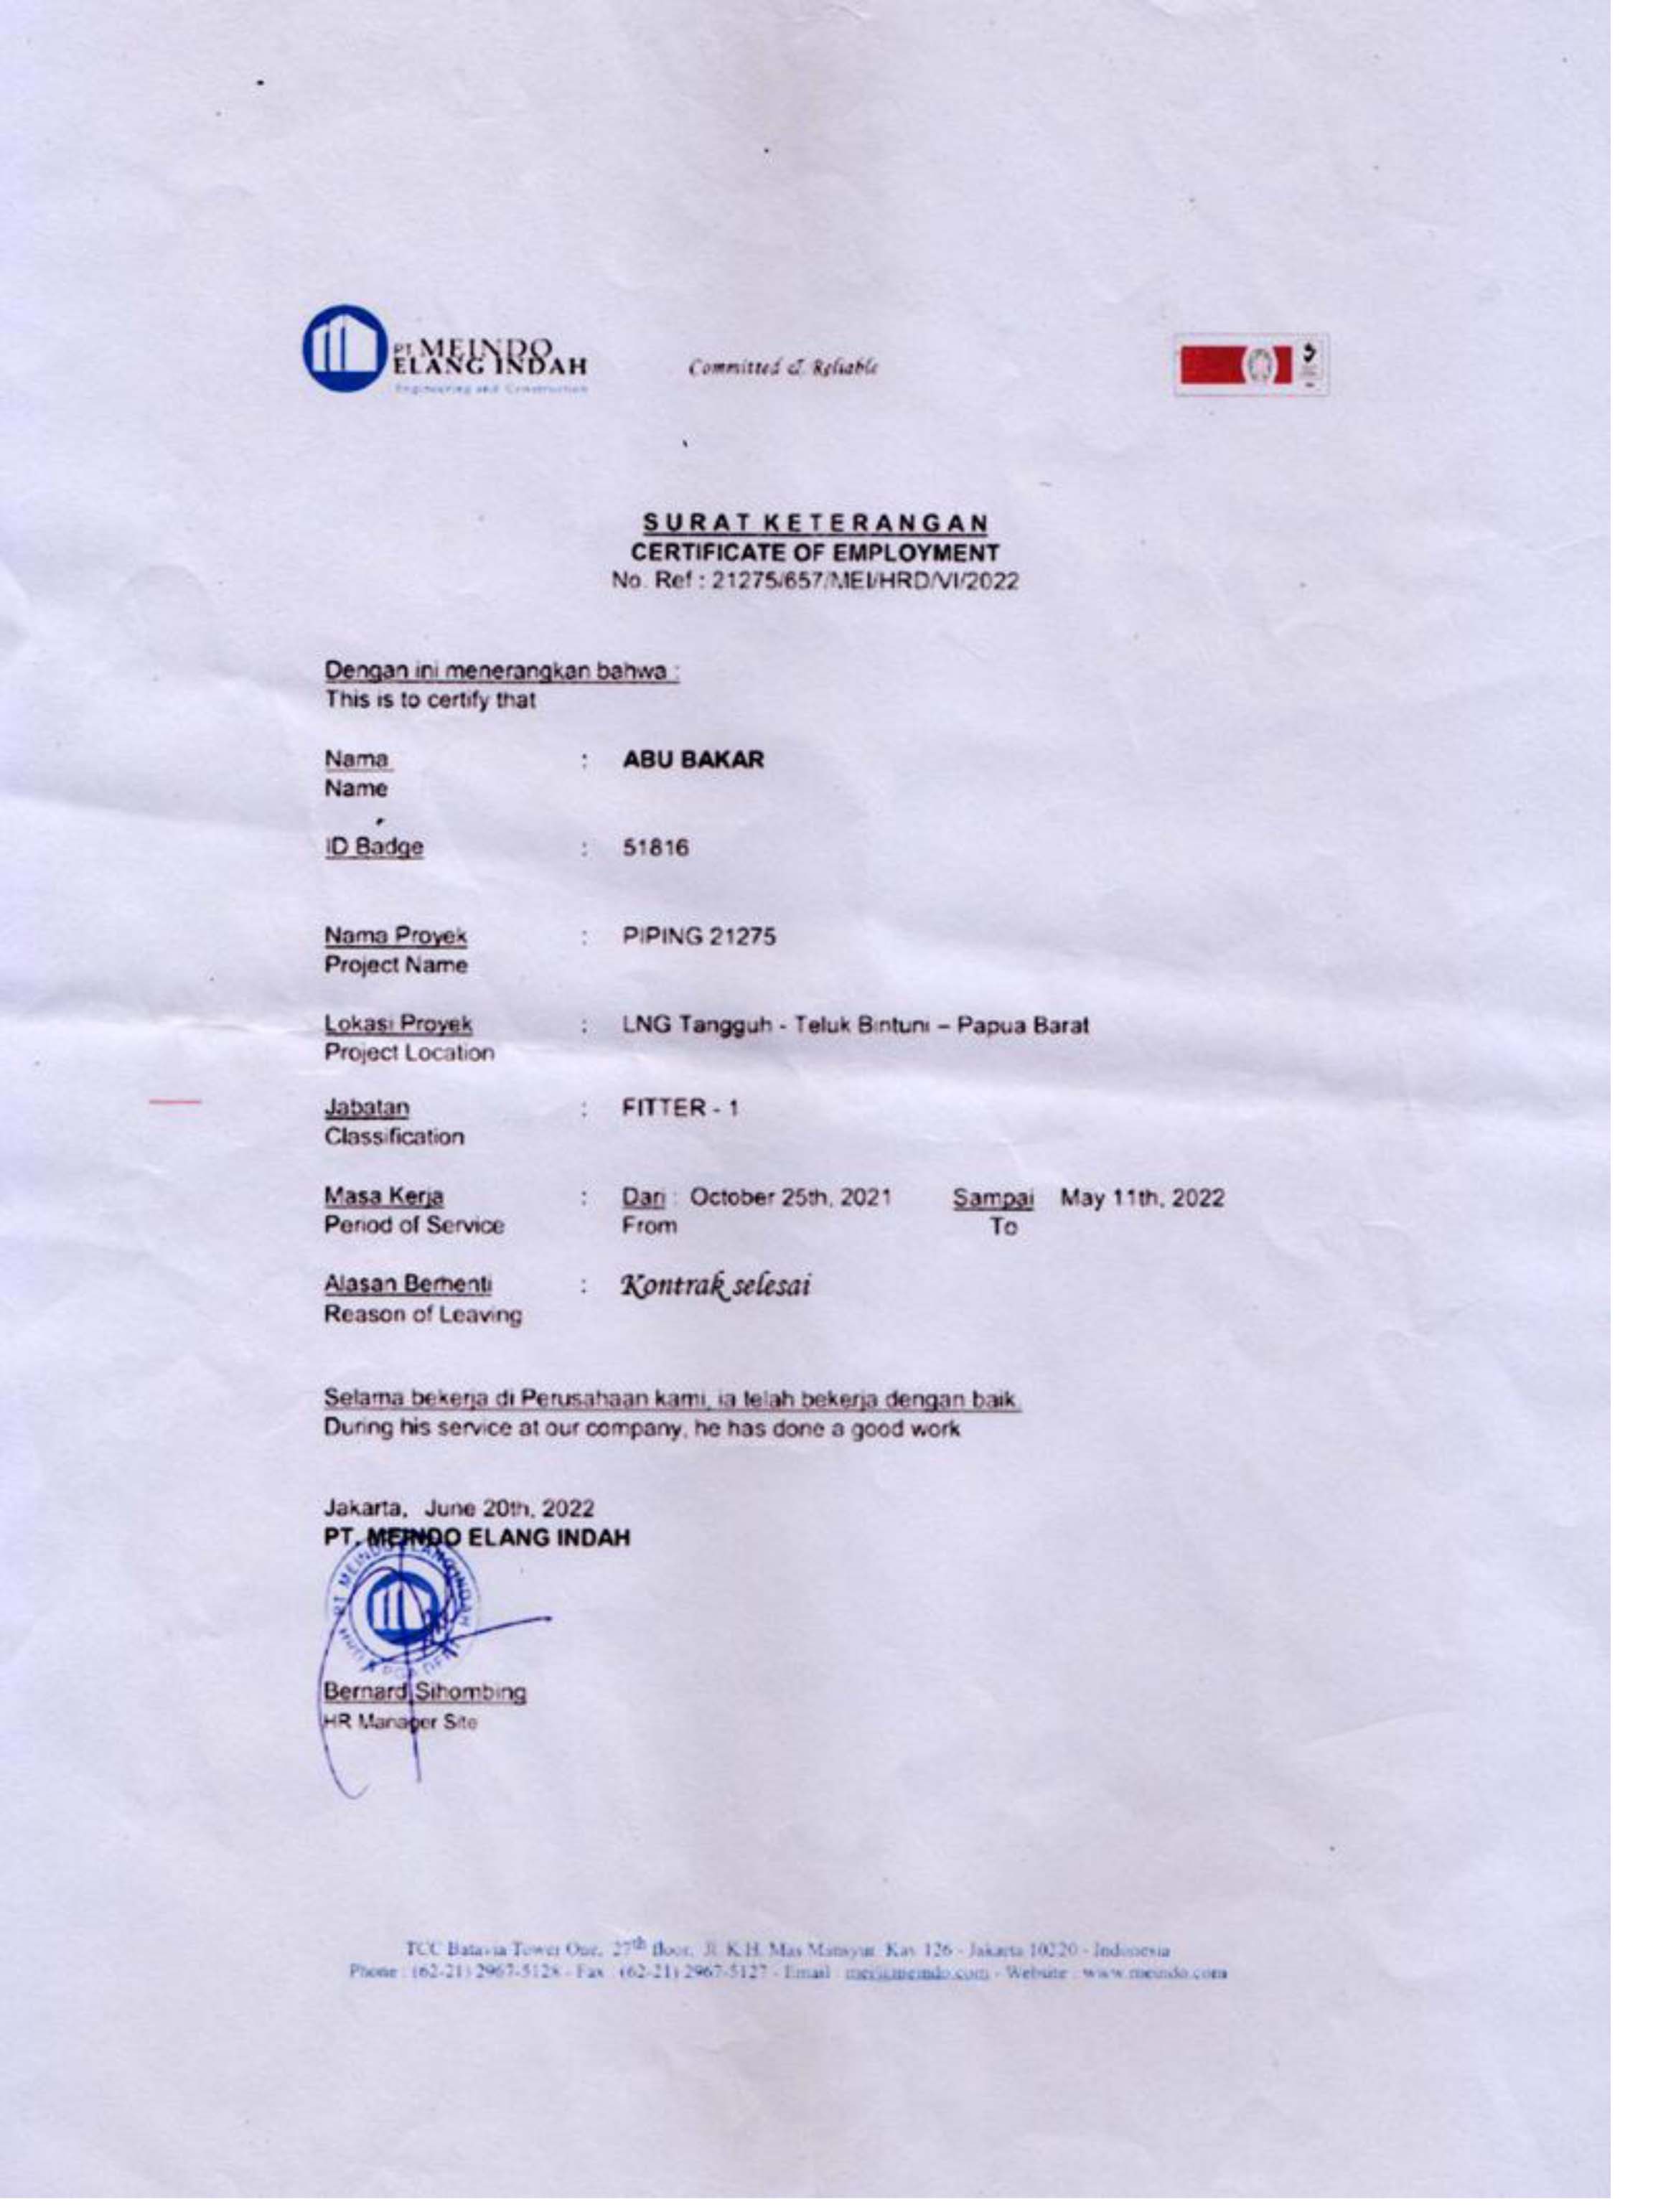 PT MEINDO
ELANG INDAH
Engineering and Construction
Committed & Reliable
SURAT KETERANGAN
CERTIFICATE OF EMPLOYMENT
No. Ref : 21275/657/MEI/HRD/VI/2022
Dengan ini menerangkan bahwa :
This is to certify that
Nama : ABU BAKAR
Name
ID Badge : 51816
Nama Proyek : PIPING 21275
Project Name
Lokasi Proyek : LNG Tangguh - Teluk Bintuni – Papua Barat
Project Location
Jabatan : FITTER - 1
Classification
Masa Kerja : Dari : October 25th, 2021 Sampai May 11th, 2022
Period of Service From To
Alasan Berhenti : Kontrak selesai
Reason of Leaving
Selama bekerja di Perusahaan kami, ia telah bekerja dengan baik
During his service at our company, he has done a good work
Jakarta, June 20th, 2022
PT. MEINDO ELANG INDAH
PT MEINDO ELANG INDAH
Bernard Sihombing
HR Manager Site
TCC Batavia Tower One, 27th floor, Jl. K.H. Mas Mansyur Kav 126 - Jakarta 10220 - Indonesia
Phone : (62-21) 2967-5128 - Fax : (62-21) 2967-5127 - Email : mei@meindo.com - Website : www.meindo.com